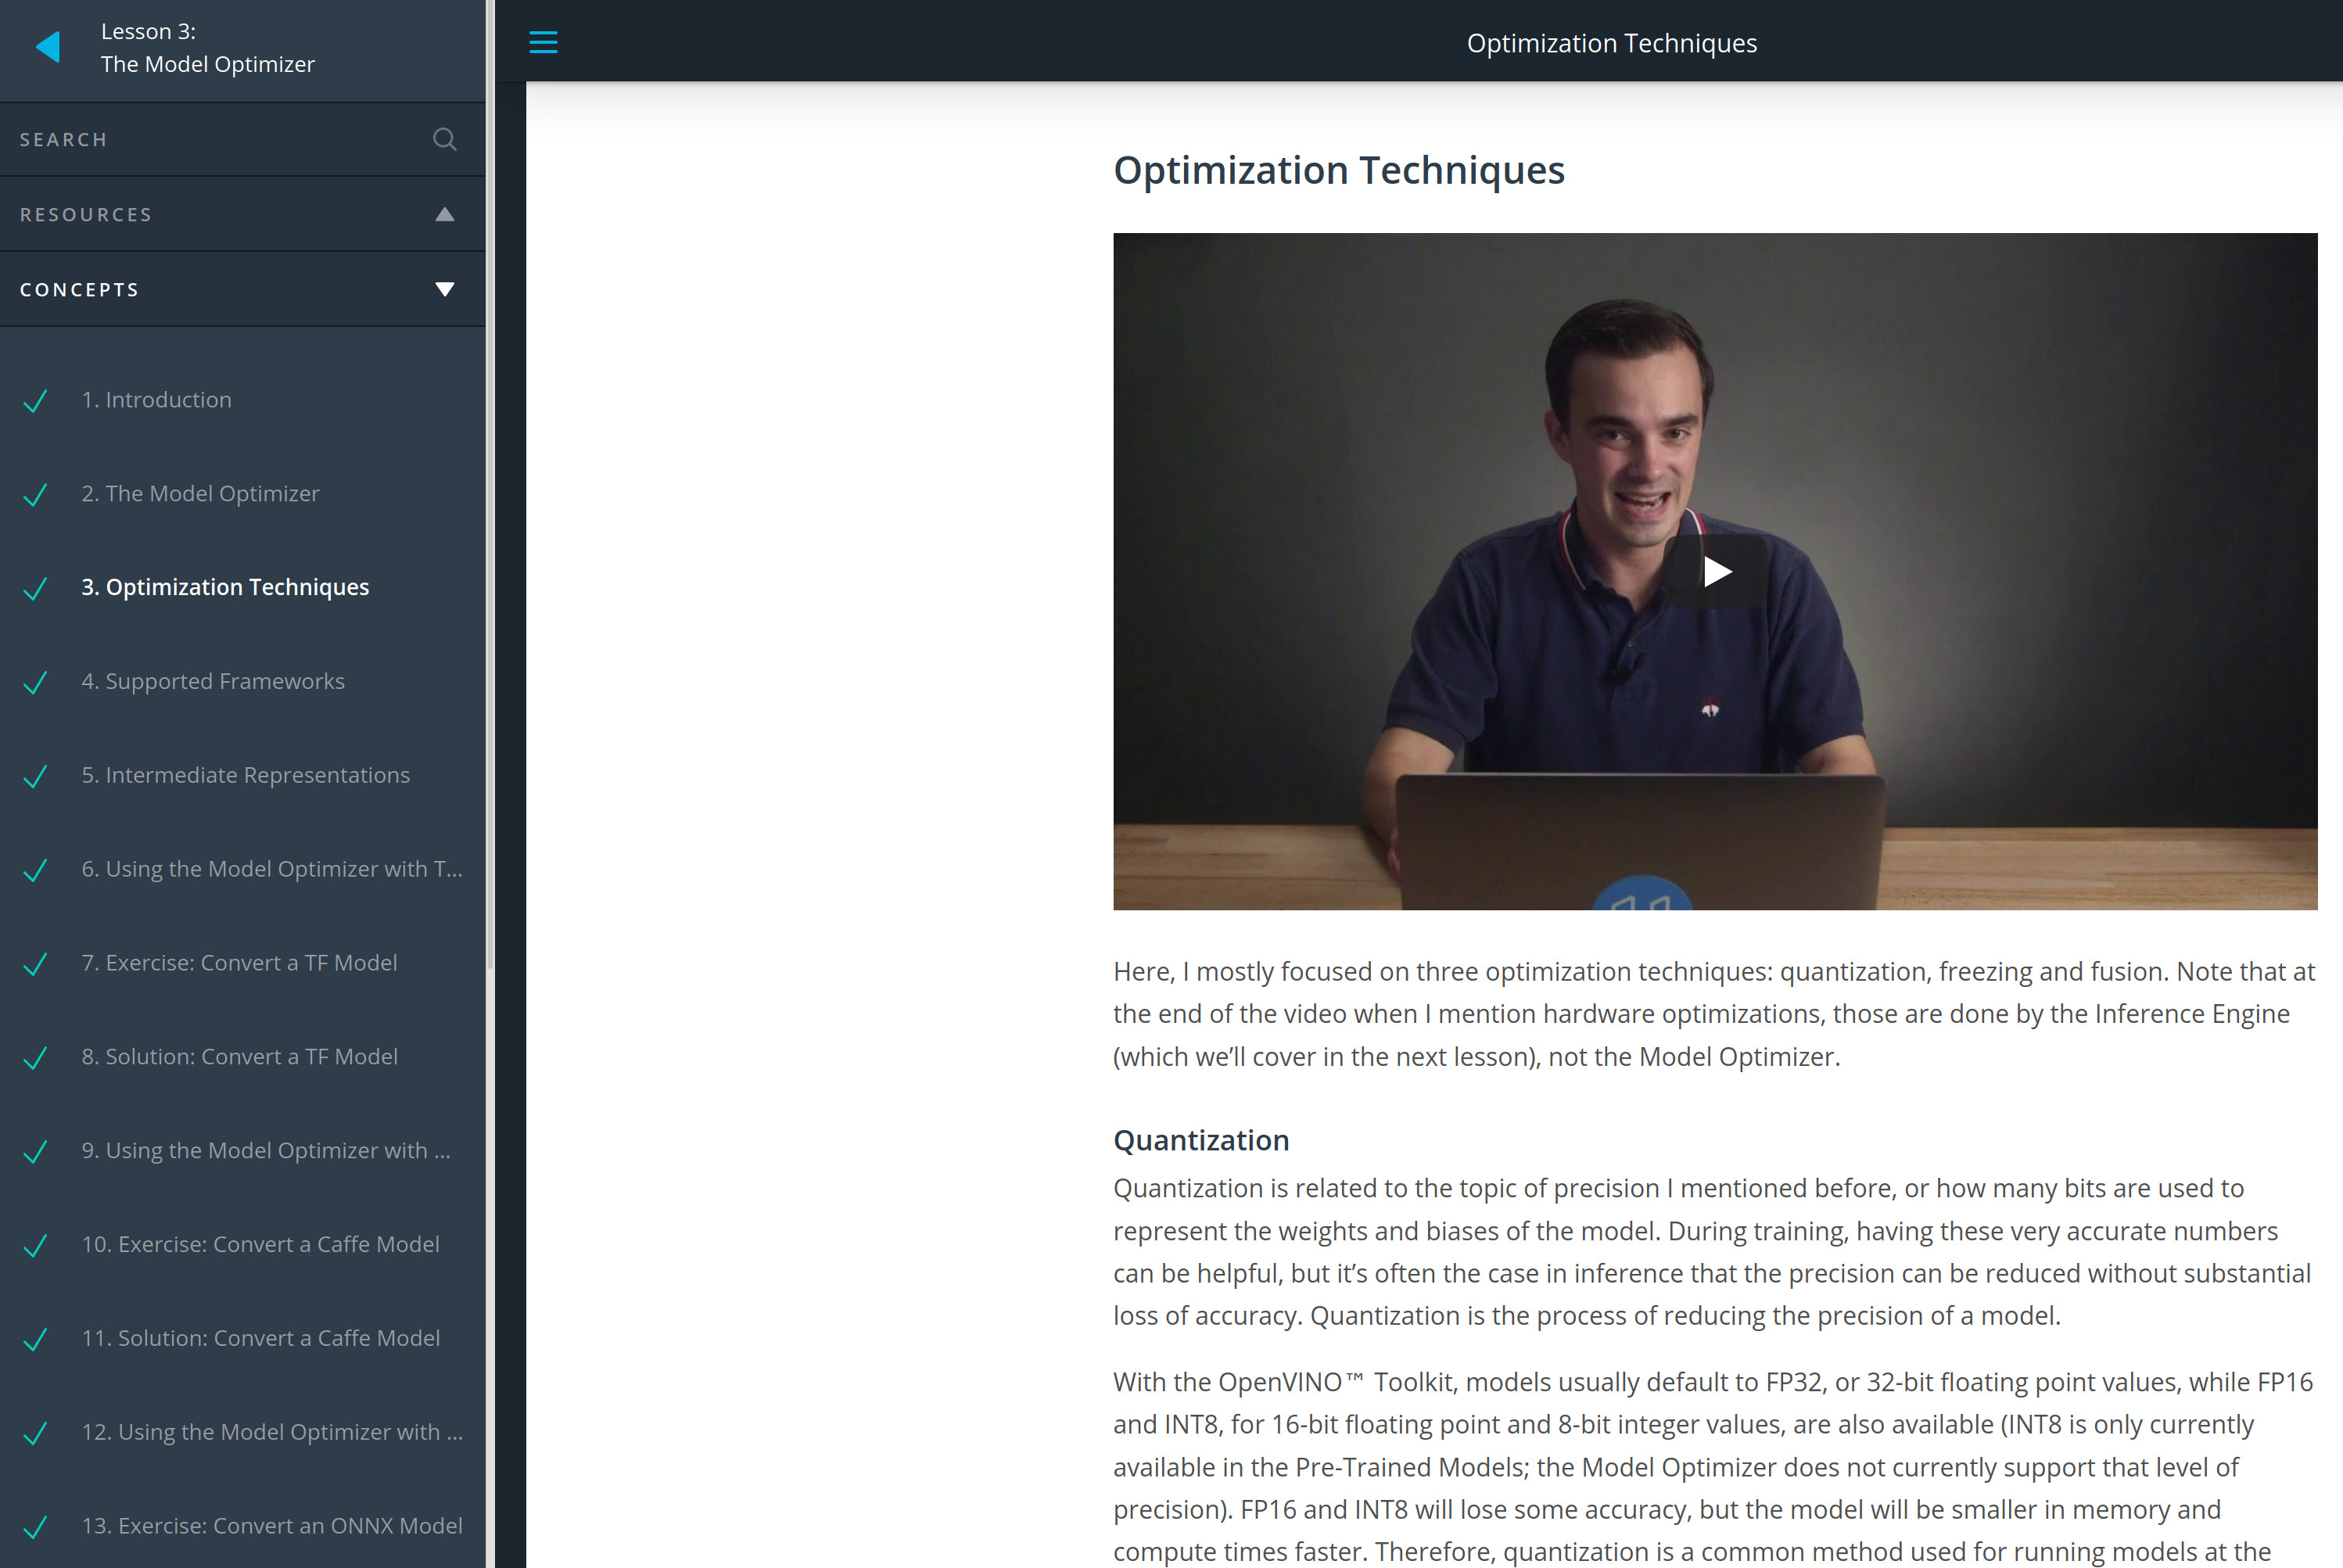 Lesson 3:
The Model Optimizer
SEARCH
RESOURCES
CONCEPTS
1. Introduction
2. The Model Optimizer
3. Optimization Techniques
4. Supported Frameworks
5. Intermediate Representations
6. Using the Model Optimizer with T...
7. Exercise: Convert a TF Model
8. Solution: Convert a TF Model
9. Using the Model Optimizer with ...
10. Exercise: Convert a Caffe Model
11. Solution: Convert a Caffe Model
12. Using the Model Optimizer with ...
13. Exercise: Convert an ONNX Model
Optimization Techniques
Optimization Techniques
Here, I mostly focused on three optimization techniques: quantization, freezing and fusion. Note that at
the end of the video when I mention hardware optimizations, those are done by the Inference Engine
(which we’ll cover in the next lesson), not the Model Optimizer.
Quantization
Quantization is related to the topic of precision I mentioned before, or how many bits are used to
represent the weights and biases of the model. During training, having these very accurate numbers
can be helpful, but it’s often the case in inference that the precision can be reduced without substantial
loss of accuracy. Quantization is the process of reducing the precision of a model.
With the OpenVINO™ Toolkit, models usually default to FP32, or 32-bit floating point values, while FP16
and INT8, for 16-bit floating point and 8-bit integer values, are also available (INT8 is only currently
available in the Pre-Trained Models; the Model Optimizer does not currently support that level of
precision). FP16 and INT8 will lose some accuracy, but the model will be smaller in memory and
compute times faster. Therefore, quantization is a common method used for running models at the